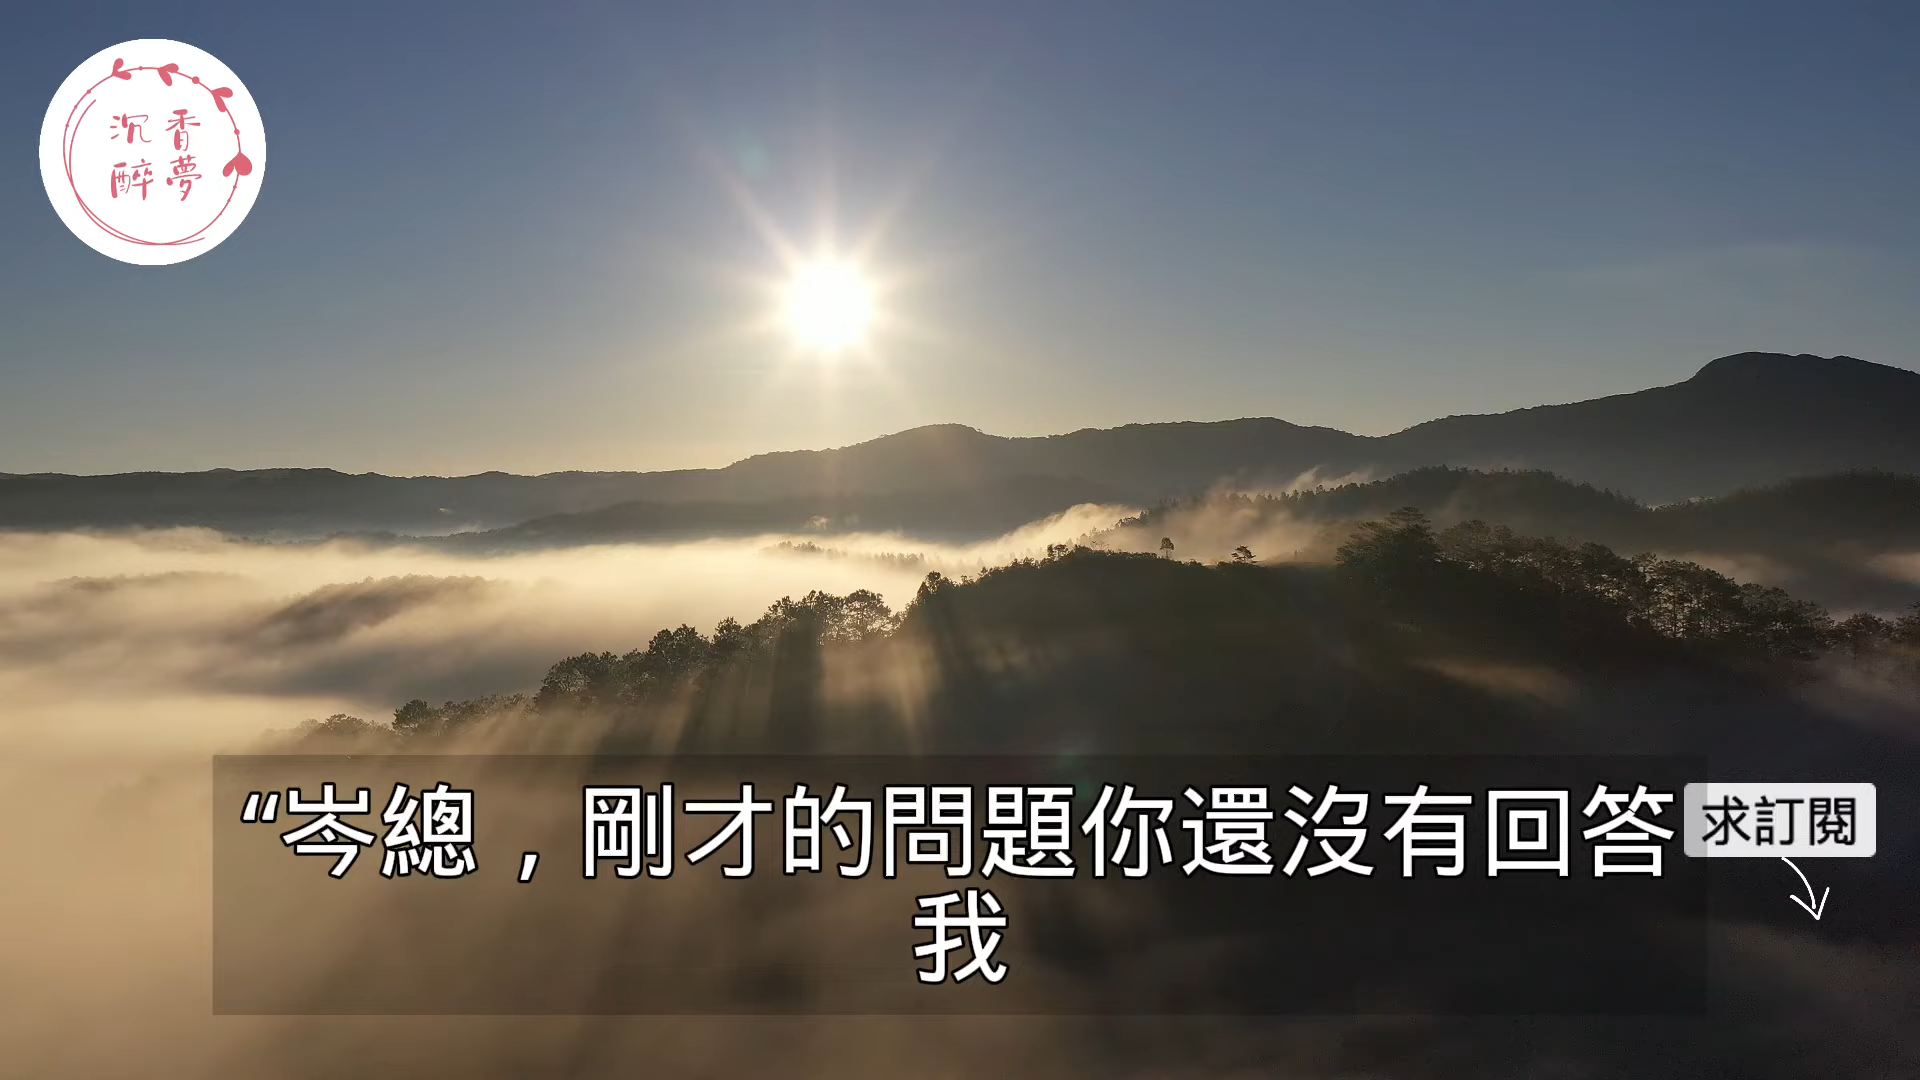 沉香
醉夢
“岑總，剛才的問題你還沒有回答
我
求訂閱